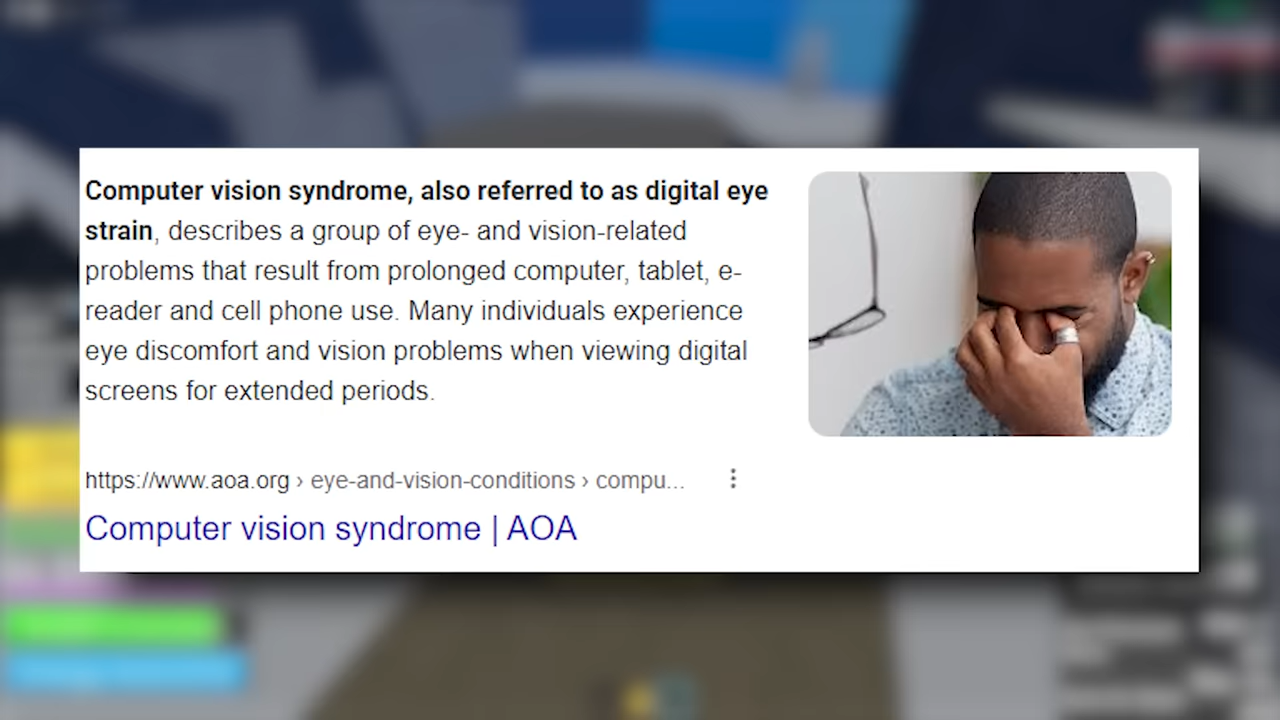 Computer vision syndrome, also referred to as digital eye
strain, describes a group of eye- and vision-related
problems that result from prolonged computer, tablet, e-
reader and cell phone use. Many individuals experience
eye discomfort and vision problems when viewing digital
screens for extended periods.
https://www.aoa.org › eye-and-vision-conditions › compu...
Computer vision syndrome | AOA